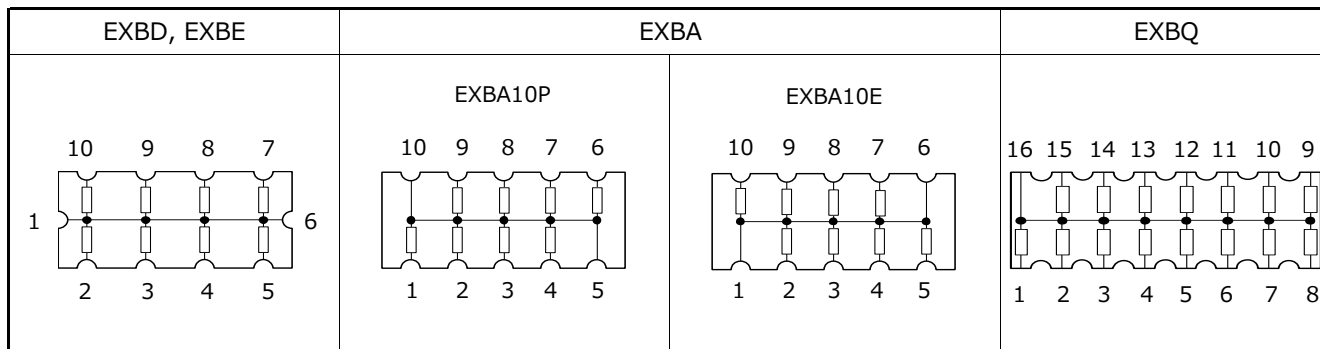 EXBD, EXBE
EXBA
EXBQ
EXBA10P
EXBA10E
10 9 8 7
1
6
2 3 4 5
10 9 8 7 6
1 2 3 4 5
10 9 8 7 6
1 2 3 4 5
16 15 14 13 12 11 10 9
1 2 3 4 5 6 7 8